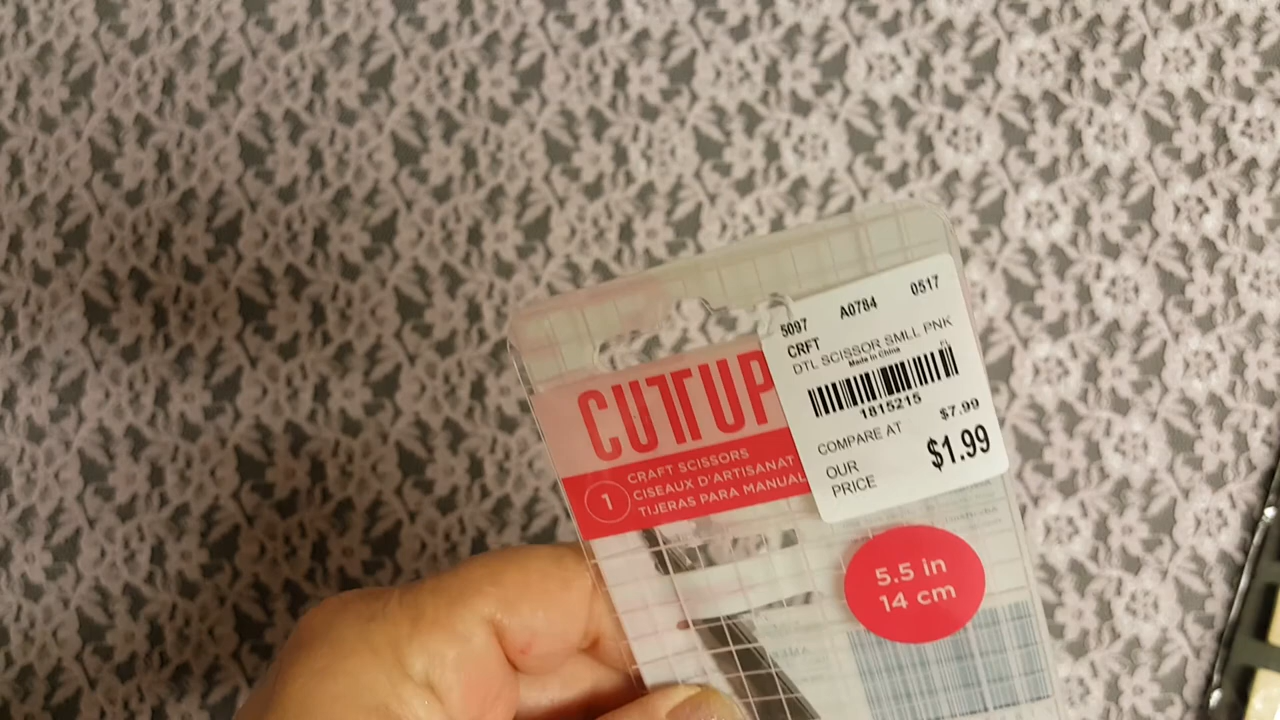 5097 A0784 0517
CRFT
DTL SCISSOR SMLL PNK
Made in China
1815215
COMPARE AT $7.99
OUR PRICE $1.99
CUTTUP
1
CRAFT SCISSORS
CISEAUX D'ARTISANAT
TIJERAS PARA MANUAL
5.5 in
14 cm